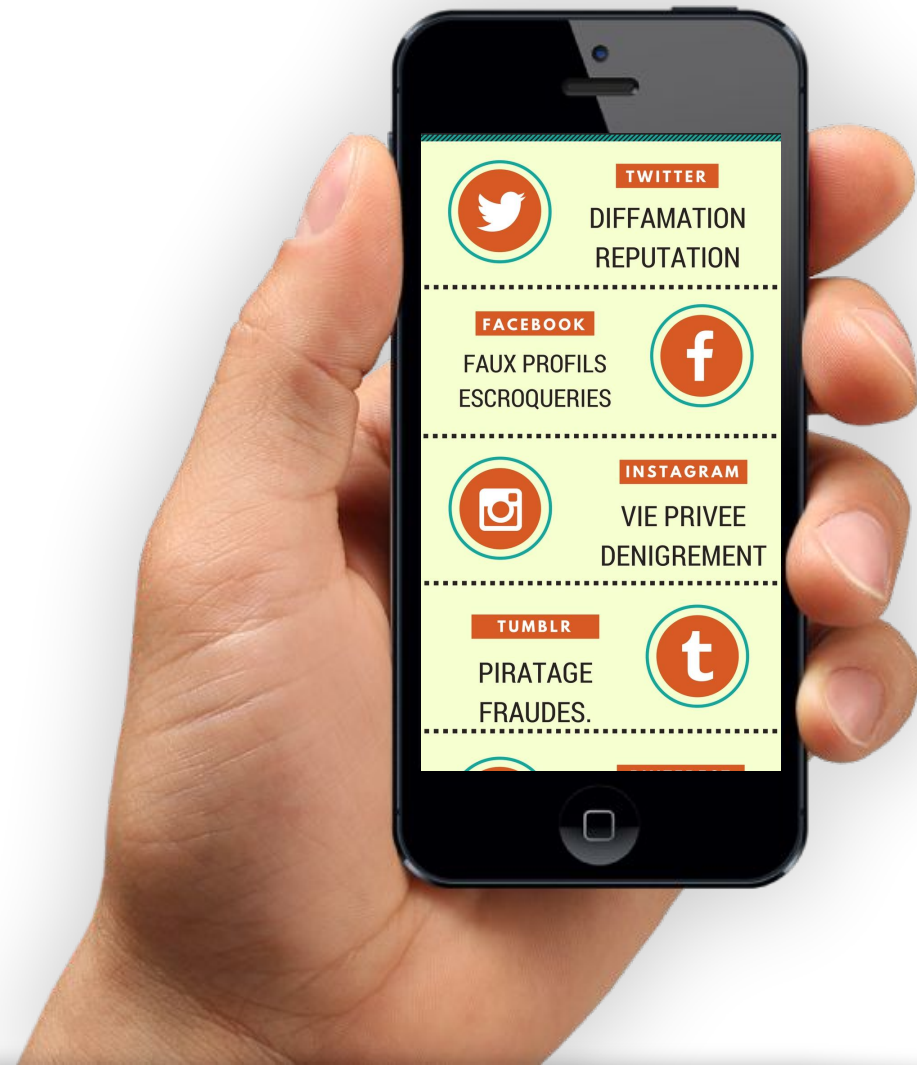 TWITTER
DIFFAMATION
REPUTATION
FACEBOOK
FAUX PROFILS
ESCROQUERIES
INSTAGRAM
VIE PRIVEE
DENIGREMENT
TUMBLR
PIRATAGE
FRAUDES.